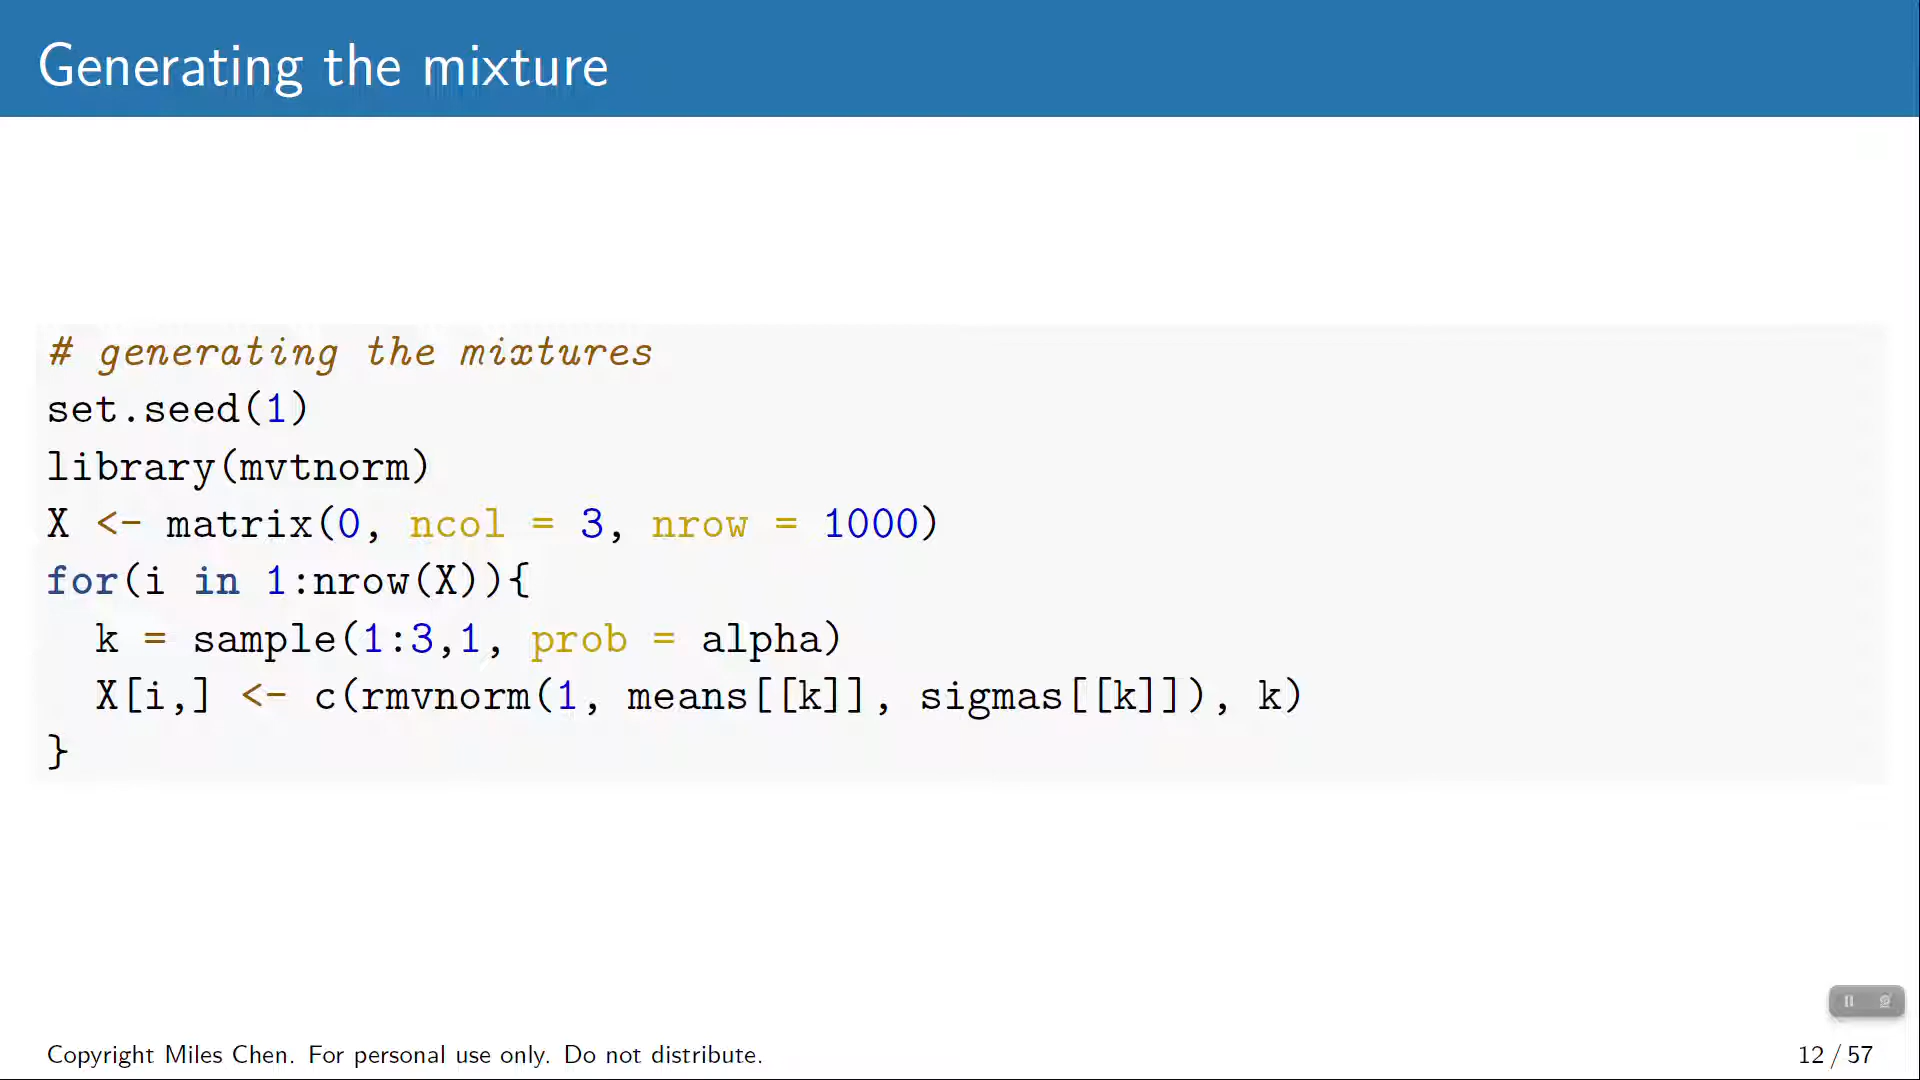 Generating the mixture
# generating the mixtures
set.seed(1)
library(mvtnorm)
X <- matrix(0, ncol = 3, nrow = 1000)
for(i in 1:nrow(X)){
  k = sample(1:3,1, prob = alpha)
  X[i,] <- c(rmvnorm(1, means[[k]], sigmas[[k]]), k)
}
Copyright Miles Chen. For personal use only. Do not distribute.
12 / 57